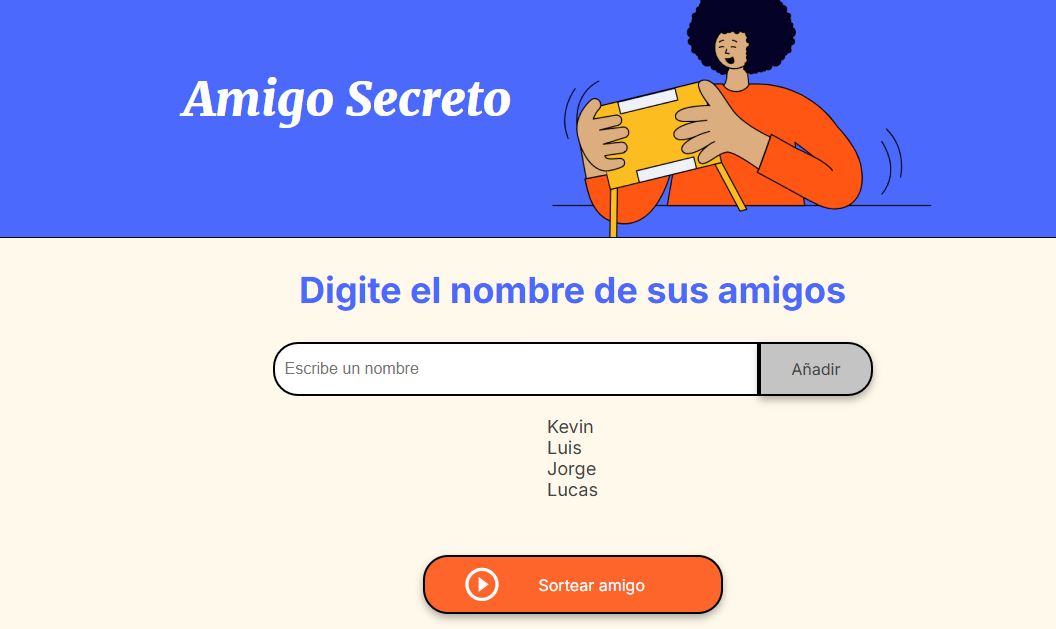 Amigo Secreto
Digite el nombre de sus amigos
Escribe un nombre
Añadir
Kevin
Luis
Jorge
Lucas
Sortear amigo